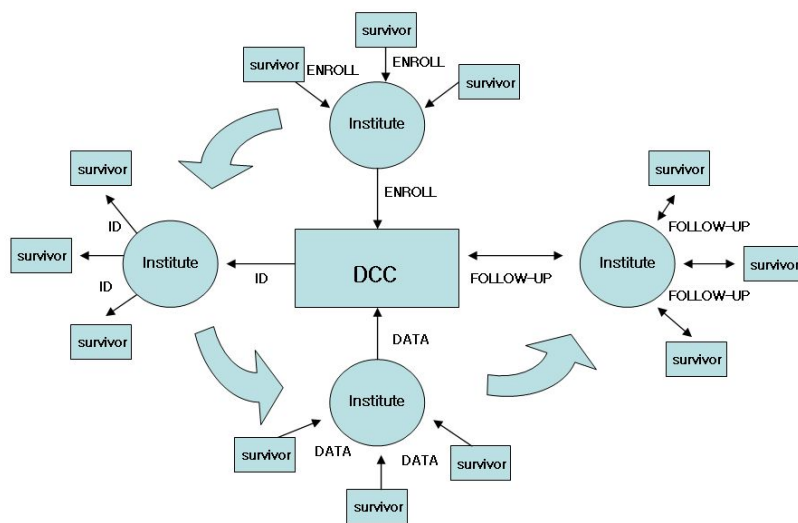 survivor
survivor
ENROLL
ENROLL
survivor
Institute
survivor
survivor
ENROLL
ID
FOLLOW-UP
survivor
Institute
DCC
Institute
survivor
ID
FOLLOW-UP
ID
FOLLOW-UP
survivor
DATA
survivor
Institute
survivor
DATA
DATA
survivor
survivor